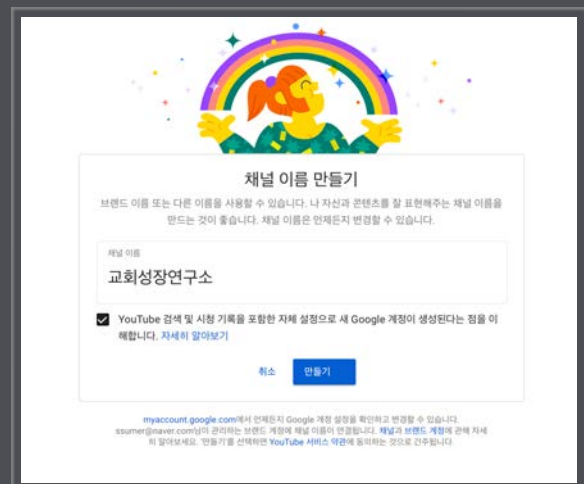 채널 이름 만들기
브랜드 이름 또는 다른 이름을 사용할 수 있습니다. 나 자신과 콘텐츠를 잘 표현해주는 채널 이름을
만드는 것이 좋습니다. 채널 이름은 언제든지 변경할 수 있습니다.
채널 이름
교회성장연구소
YouTube 검색 및 시청 기록을 포함한 자체 설정으로 새 Google 계정이 생성된다는 점을 이
해합니다. 자세히 알아보기
취소 만들기
myaccount.google.com에서 언제든지 Google 계정 설정을 확인하고 변경할 수 있습니다.
ssumer@naver.com님이 관리하는 브랜드 계정에 채널 이름이 연결됩니다. 채널과 브랜드 계정에 관해 자세
히 알아보세요. '만들기'를 선택하면 YouTube 서비스 약관에 동의하는 것으로 간주됩니다.